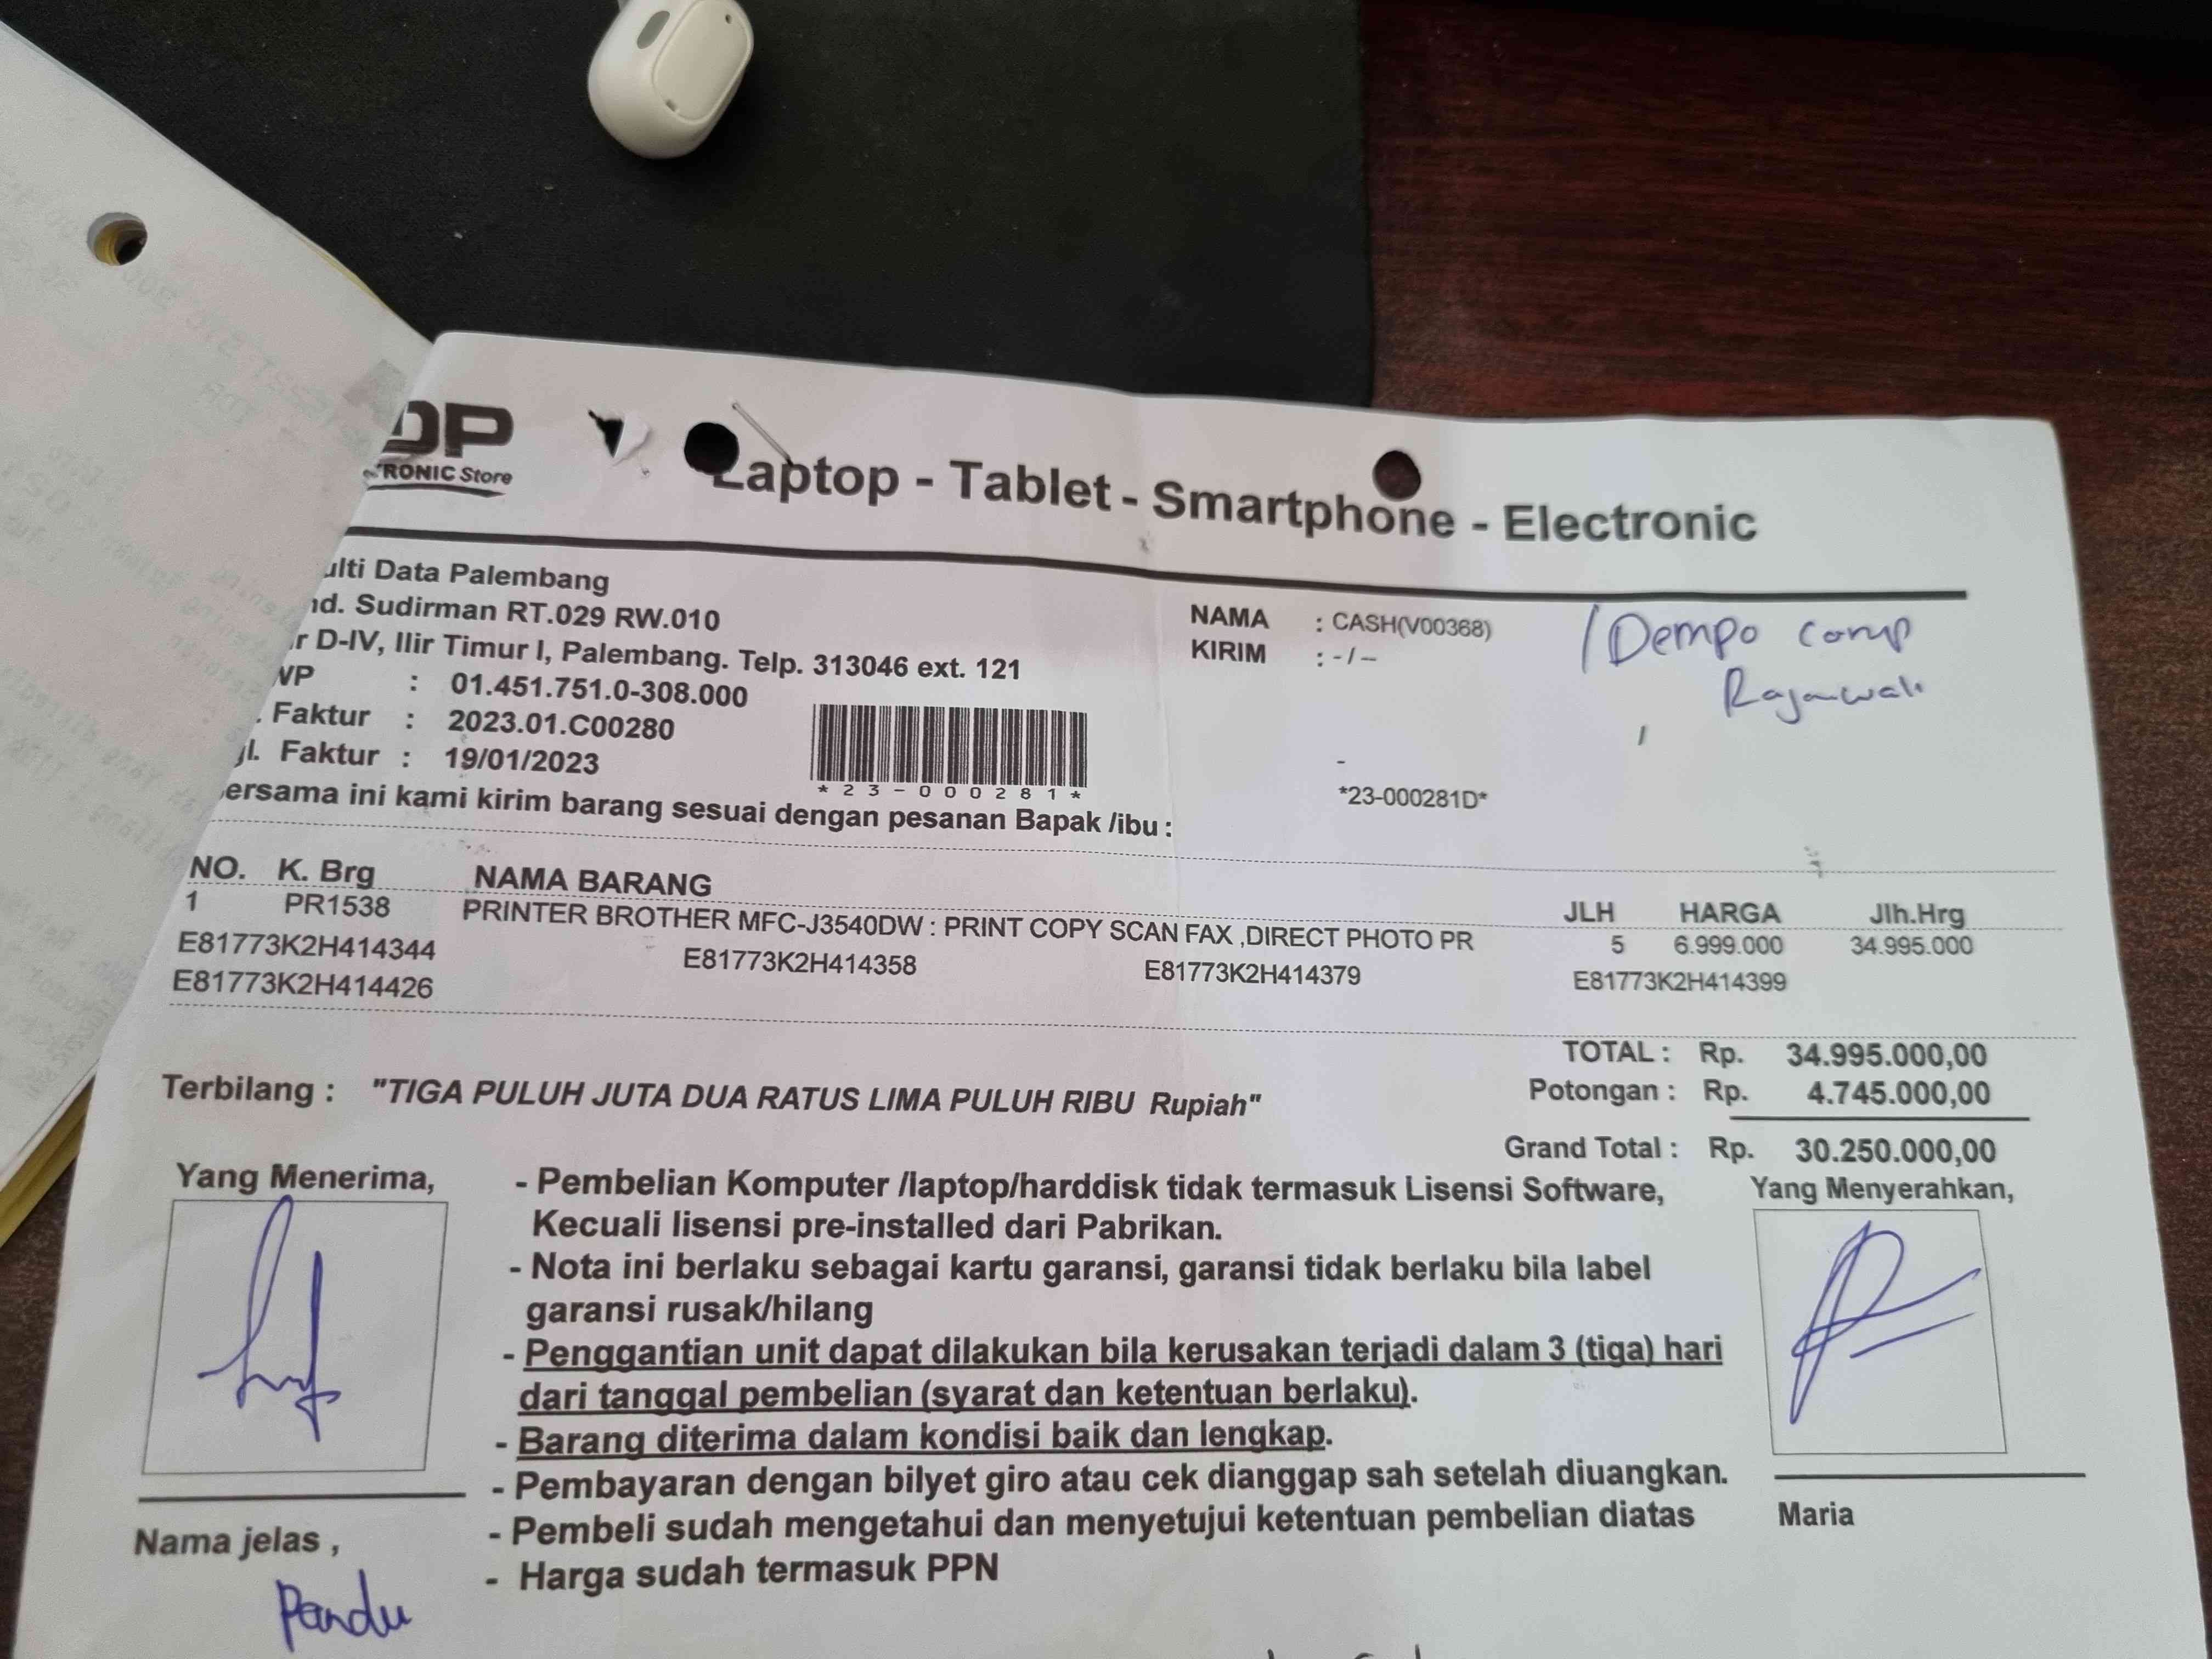 DP
RONIC Store
Laptop - Tablet - Smartphone - Electronic
ulti Data Palembang
nd. Sudirman RT.029 RW.010
r D-IV, Ilir Timur I, Palembang. Telp. 313046 ext. 121
WP : 01.451.751.0-308.000
. Faktur : 2023.01.C00280
gl. Faktur : 19/01/2023
*23-000281*
ersama ini kami kirim barang sesuai dengan pesanan Bapak /ibu :
NAMA : CASH(V00368)
KIRIM : -/--
/Dempo comp
Rajawali
-
*23-000281D*
NO. K. Brg NAMA BARANG JLH HARGA Jlh.Hrg
1 PR1538 PRINTER BROTHER MFC-J3540DW : PRINT COPY SCAN FAX ,DIRECT PHOTO PR 5 6.999.000 34.995.000
E81773K2H414344 E81773K2H414358 E81773K2H414379 E81773K2H414399
E81773K2H414426
TOTAL : Rp. 34.995.000,00
Potongan : Rp. 4.745.000,00
Grand Total : Rp. 30.250.000,00
Terbilang : "TIGA PULUH JUTA DUA RATUS LIMA PULUH RIBU Rupiah"
Yang Menerima,
- Pembelian Komputer /laptop/harddisk tidak termasuk Lisensi Software,
Kecuali lisensi pre-installed dari Pabrikan.
- Nota ini berlaku sebagai kartu garansi, garansi tidak berlaku bila label
garansi rusak/hilang
- Penggantian unit dapat dilakukan bila kerusakan terjadi dalam 3 (tiga) hari
dari tanggal pembelian (syarat dan ketentuan berlaku).
- Barang diterima dalam kondisi baik dan lengkap.
- Pembayaran dengan bilyet giro atau cek dianggap sah setelah diuangkan.
- Pembeli sudah mengetahui dan menyetujui ketentuan pembelian diatas
- Harga sudah termasuk PPN
Yang Menyerahkan,
Maria
Nama jelas ,
Pandu